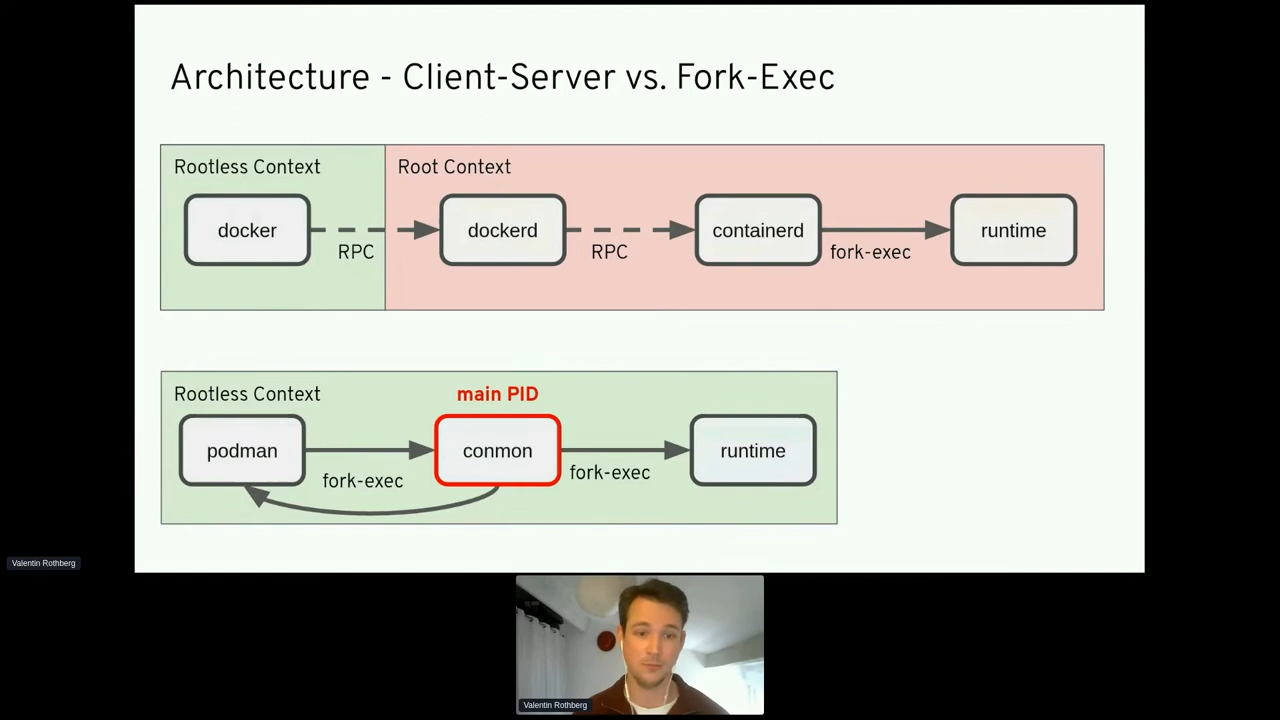 Architecture - Client-Server vs. Fork-Exec
Rootless Context
Root Context
docker
RPC
dockerd
RPC
containerd
fork-exec
runtime
Rootless Context
main PID
podman
fork-exec
conmon
fork-exec
runtime
Valentin Rothberg
Valentin Rothberg